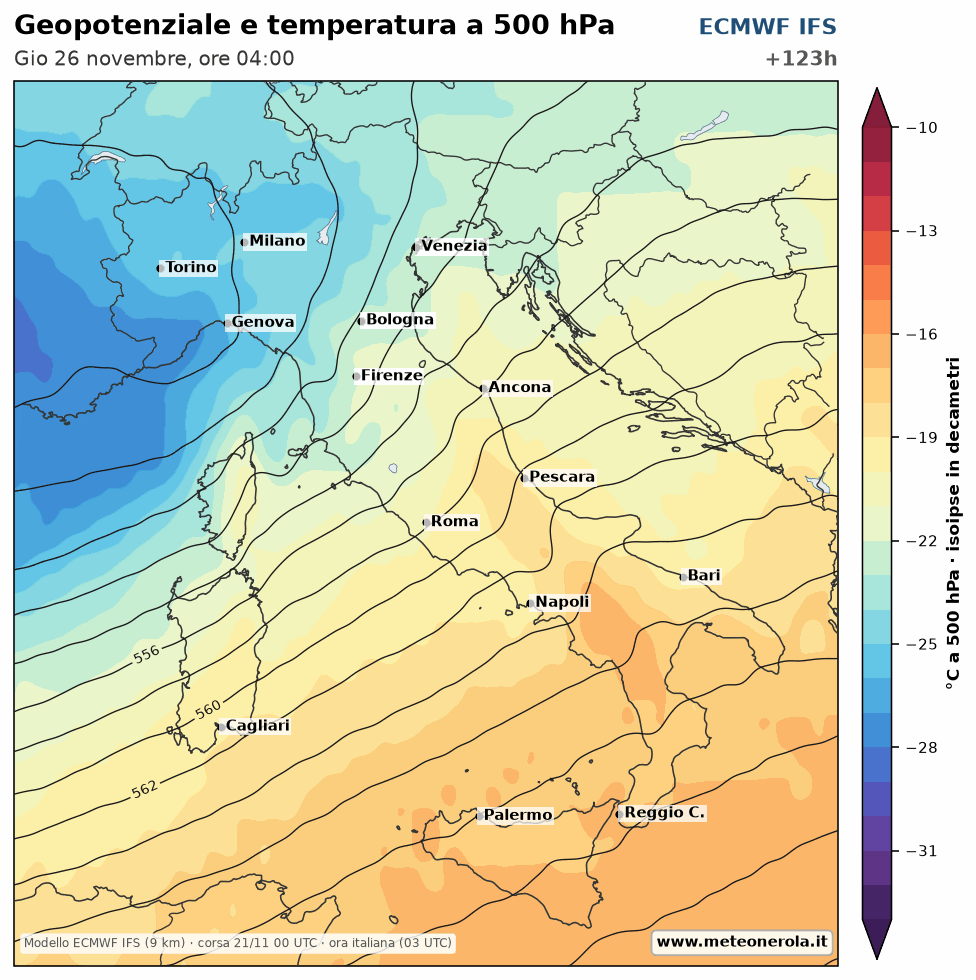 Geopotenziale e temperatura a 500 hPa
ECMWF IFS
Gio 26 novembre, ore 04:00
+123h
Milano
Venezia
Torino
Genova
Bologna
Firenze
Ancona
Pescara
Roma
Bari
Napoli
556
560
Cagliari
562
Palermo
Reggio C.
−10
−13
−16
−19
−22
−25
−28
−31
°C a 500 hPa · isoipse in decametri
Modello ECMWF IFS (9 km) · corsa 21/11 00 UTC · ora italiana (03 UTC)
www.meteonerola.it